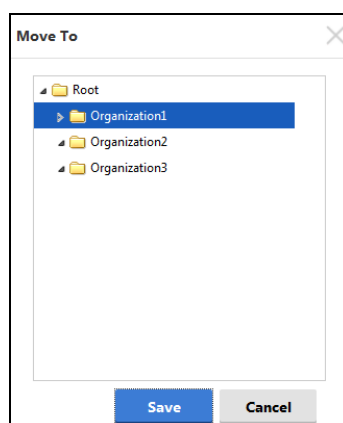 Move To
Root
Organization1
Organization2
Organization3
Save
Cancel